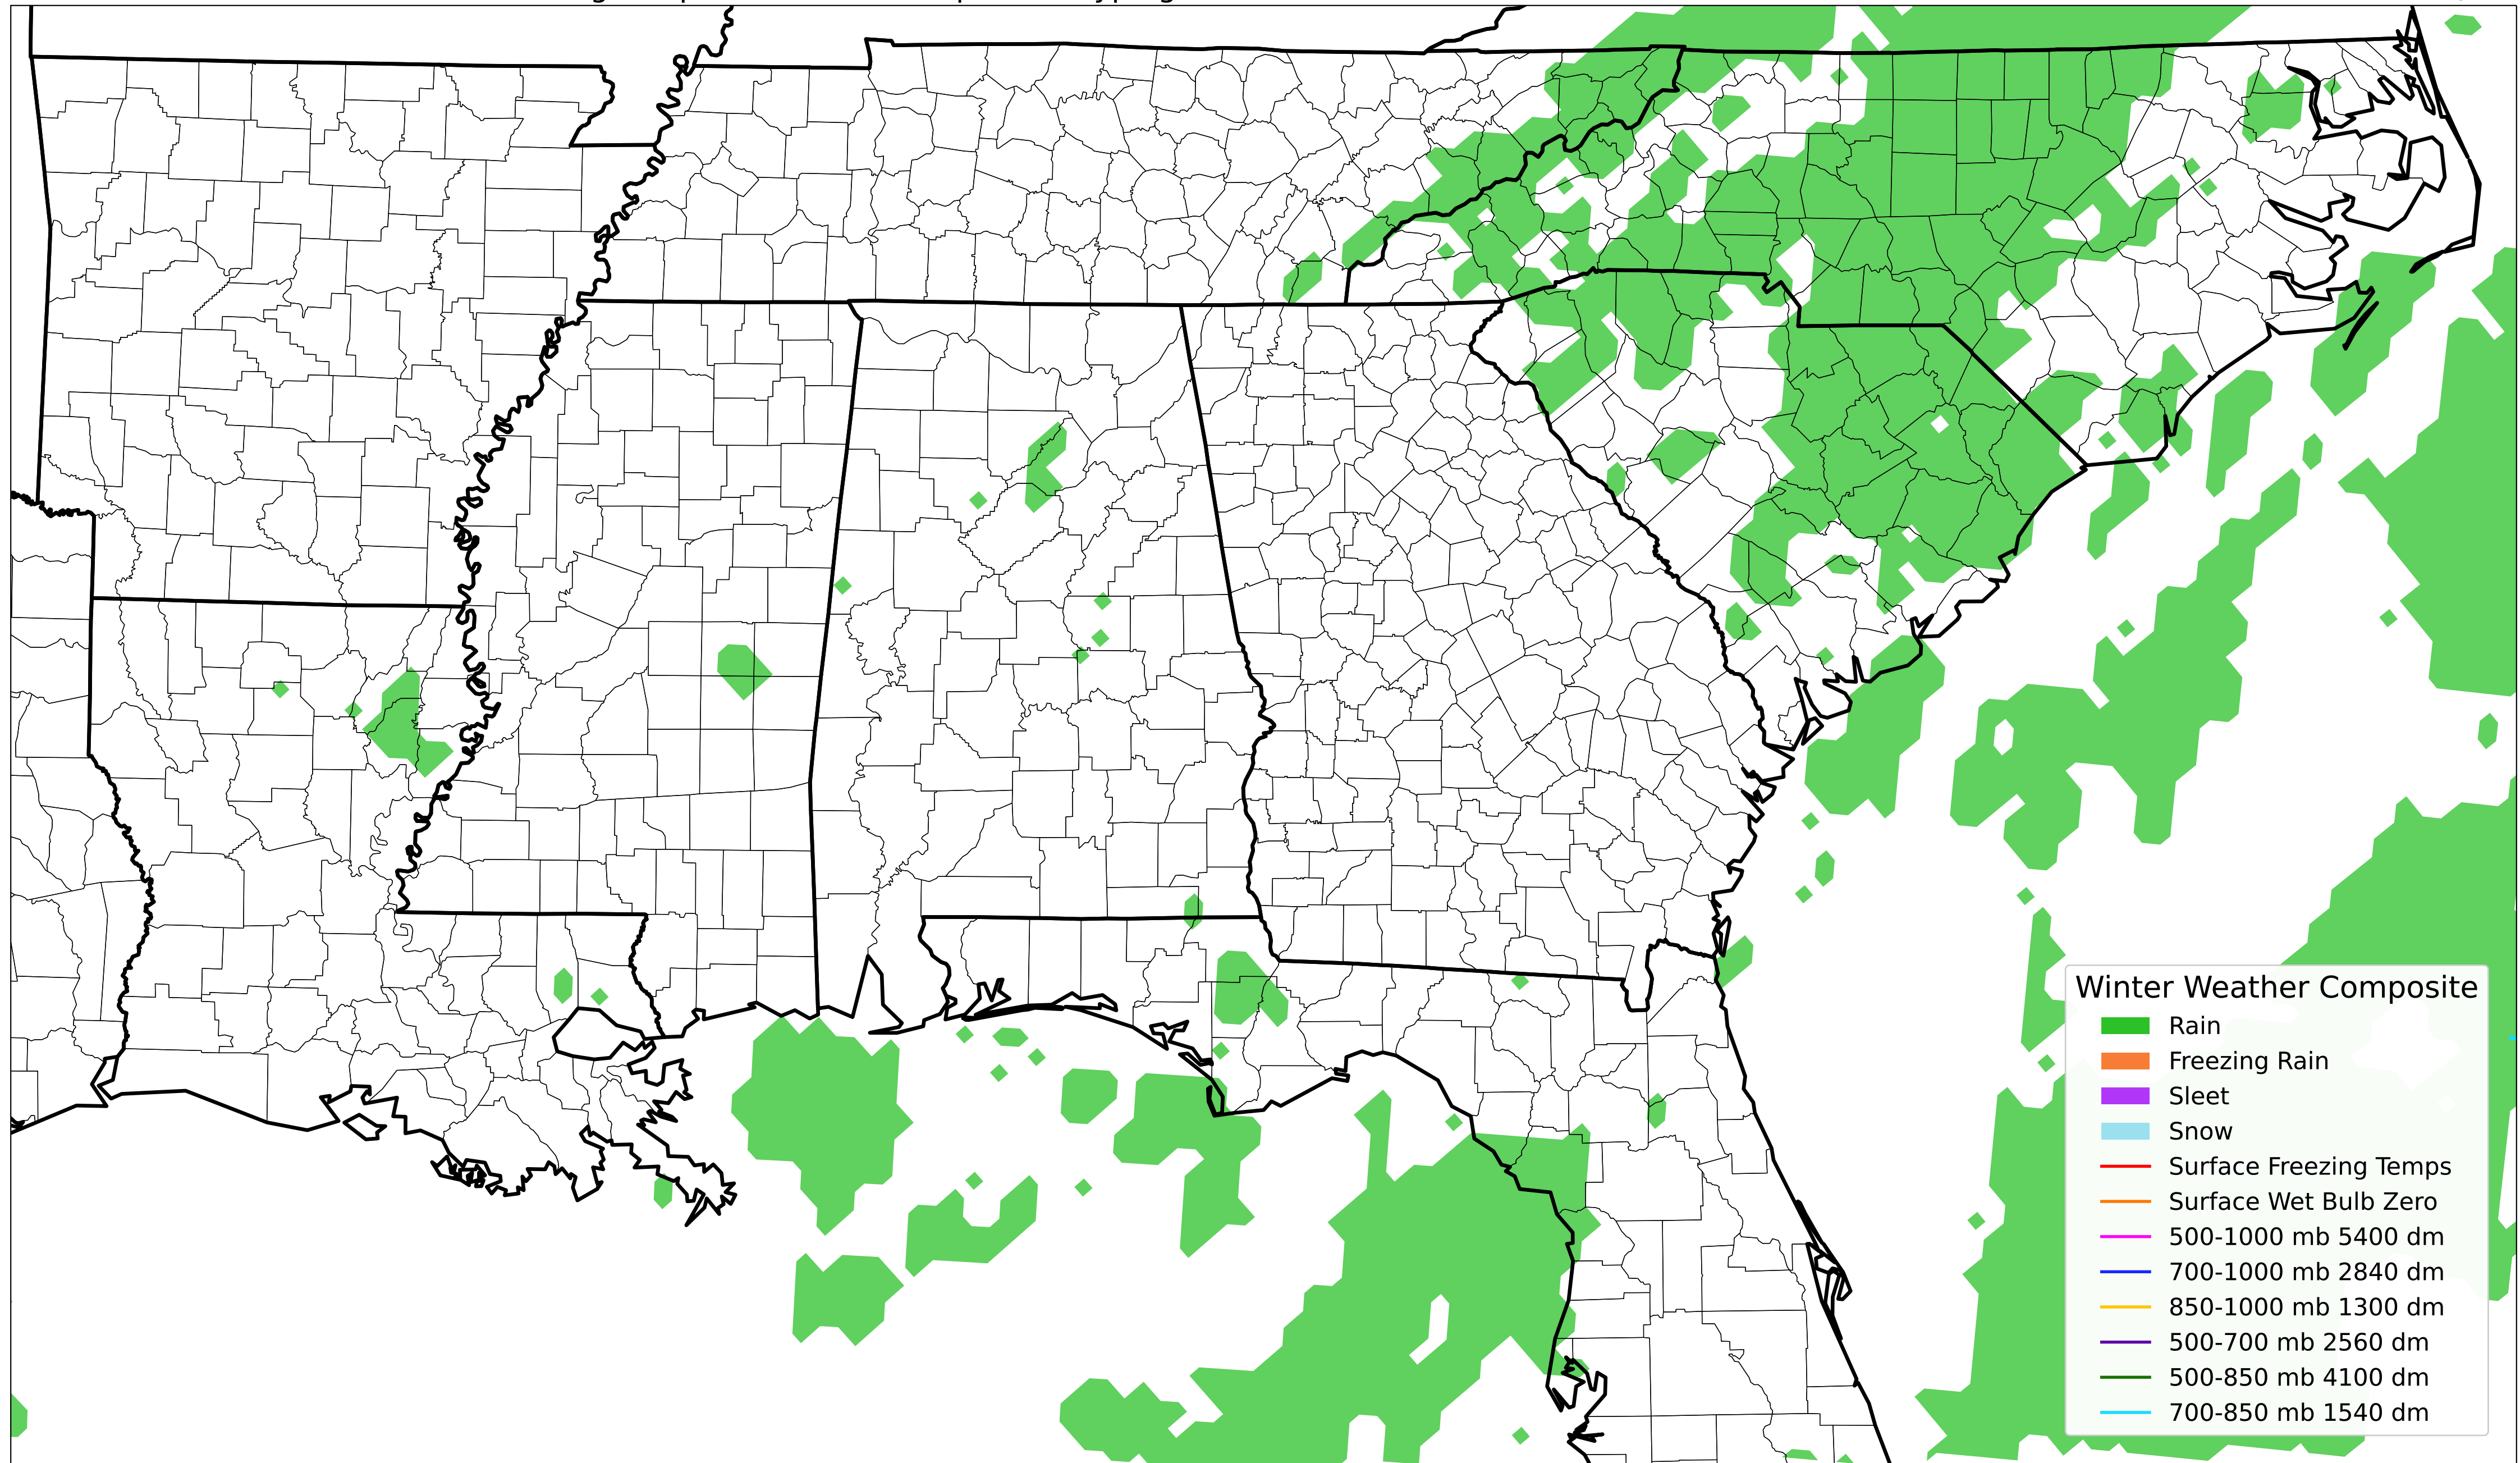 Winter Weather Composite
Rain
Freezing Rain
Sleet
Snow
Surface Freezing Temps
Surface Wet Bulb Zero
500-1000 mb 5400 dm
700-1000 mb 2840 dm
850-1000 mb 1300 dm
500-700 mb 2560 dm
500-850 mb 4100 dm
700-850 mb 1540 dm